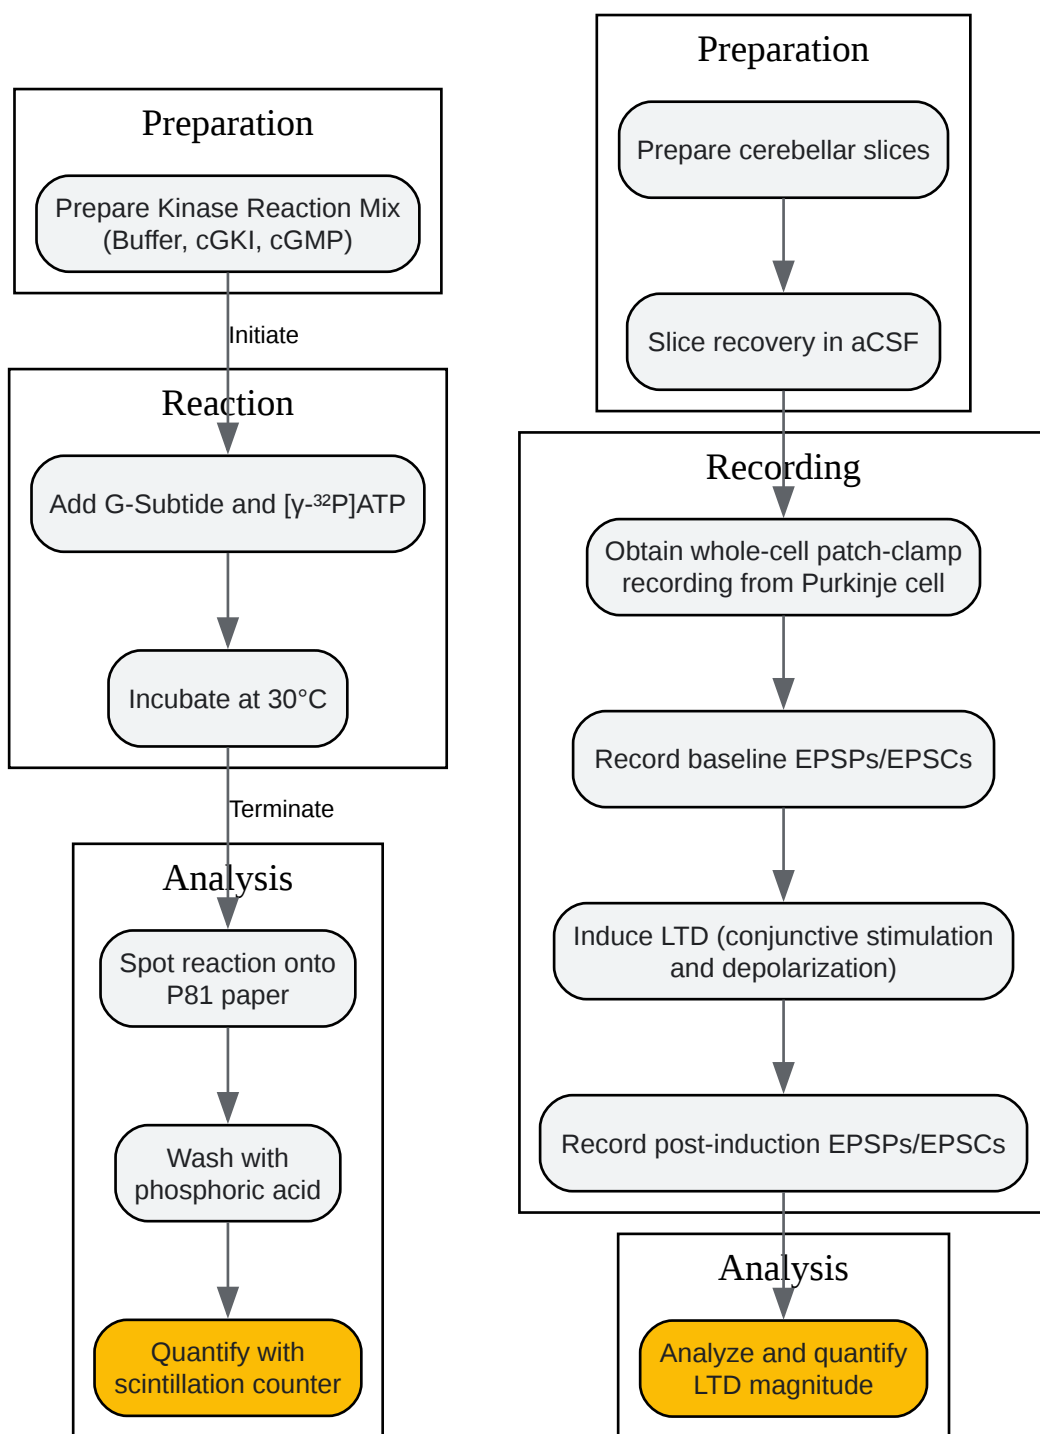 Preparation
Prepare Kinase Reaction Mix
(Buffer, cGKI, cGMP)
Initiate
Reaction
Add G-Subtide and [γ-³²P]ATP
Incubate at 30°C
Terminate
Analysis
Spot reaction onto
P81 paper
Wash with
phosphoric acid
Quantify with
scintillation counter
Preparation
Prepare cerebellar slices
Slice recovery in aCSF
Recording
Obtain whole-cell patch-clamp
recording from Purkinje cell
Record baseline EPSPs/EPSCs
Induce LTD (conjunctive stimulation
and depolarization)
Record post-induction EPSPs/EPSCs
Analysis
Analyze and quantify
LTD magnitude